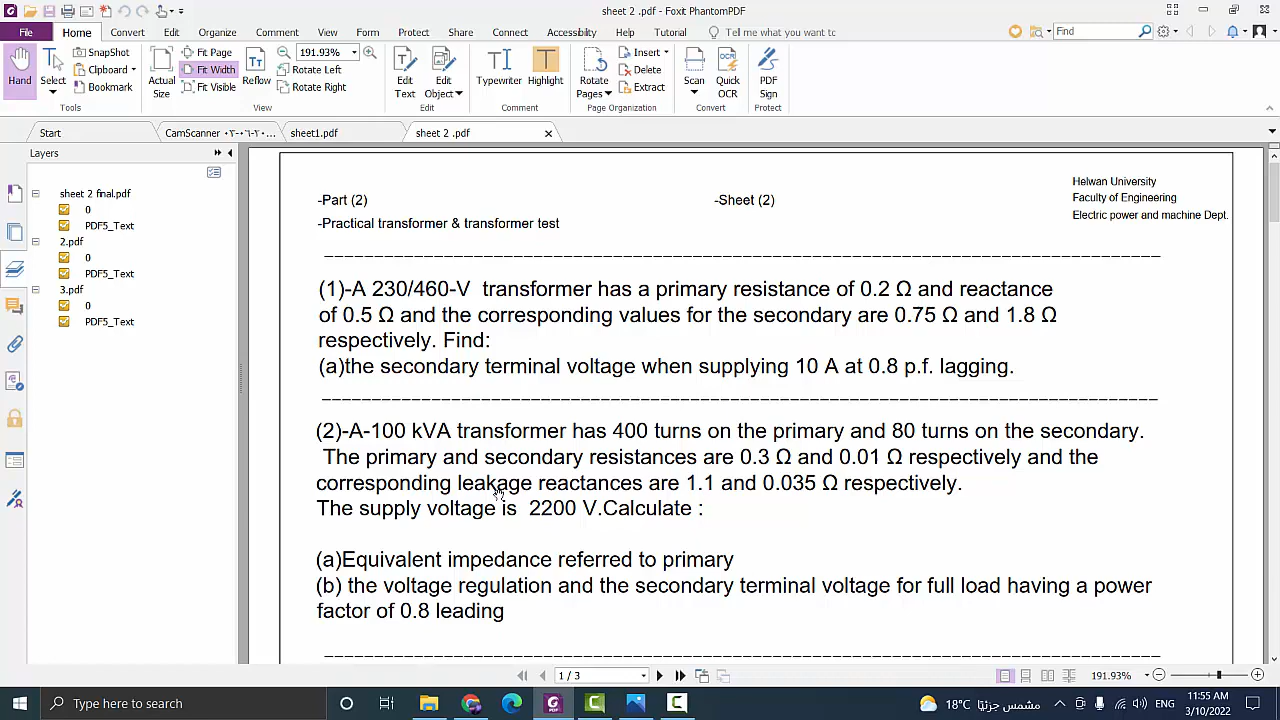 sheet 2 .pdf - Foxit PhantomPDF
File Home Convert Edit Organize Comment View Form Protect Share Connect Accessibility Help Tutorial Tell me what you want tc Find
Hand
Select
SnapShot
Clipboard
Bookmark
Tools
Actual
Size
Fit Page
Fit Width
Fit Visible
Reflow
191.93%
Rotate Left
Rotate Right
View
Edit
Text
Edit
Object
Edit
Typewriter
Highlight
Comment
Rotate
Pages
Insert
Delete
Extract
Page Organization
Scan
Quick
OCR
Convert
PDF
Sign
Protect
Start sheet1.pdf sheet 2 .pdf
Layers
sheet 2 final.pdf
0
PDF5_Text
2.pdf
0
PDF5_Text
3.pdf
0
PDF5_Text
Helwan University
Faculty of Engineering
Electric power and machine Dept.
-Part (2) -Sheet (2)
-Practical transformer & transformer test
(1)-A 230/460-V transformer has a primary resistance of 0.2 Ω and reactance
of 0.5 Ω and the corresponding values for the secondary are 0.75 Ω and 1.8 Ω
respectively. Find:
(a)the secondary terminal voltage when supplying 10 A at 0.8 p.f. lagging.
(2)-A-100 kVA transformer has 400 turns on the primary and 80 turns on the secondary.
The primary and secondary resistances are 0.3 Ω and 0.01 Ω respectively and the
corresponding leakage reactances are 1.1 and 0.035 Ω respectively.
The supply voltage is 2200 V.Calculate :
(a)Equivalent impedance referred to primary
(b) the voltage regulation and the secondary terminal voltage for full load having a power
factor of 0.8 leading
1 / 3
191.93%
Type here to search
18°C مشمس جزئيًا
ENG
11:55 AM
3/10/2022